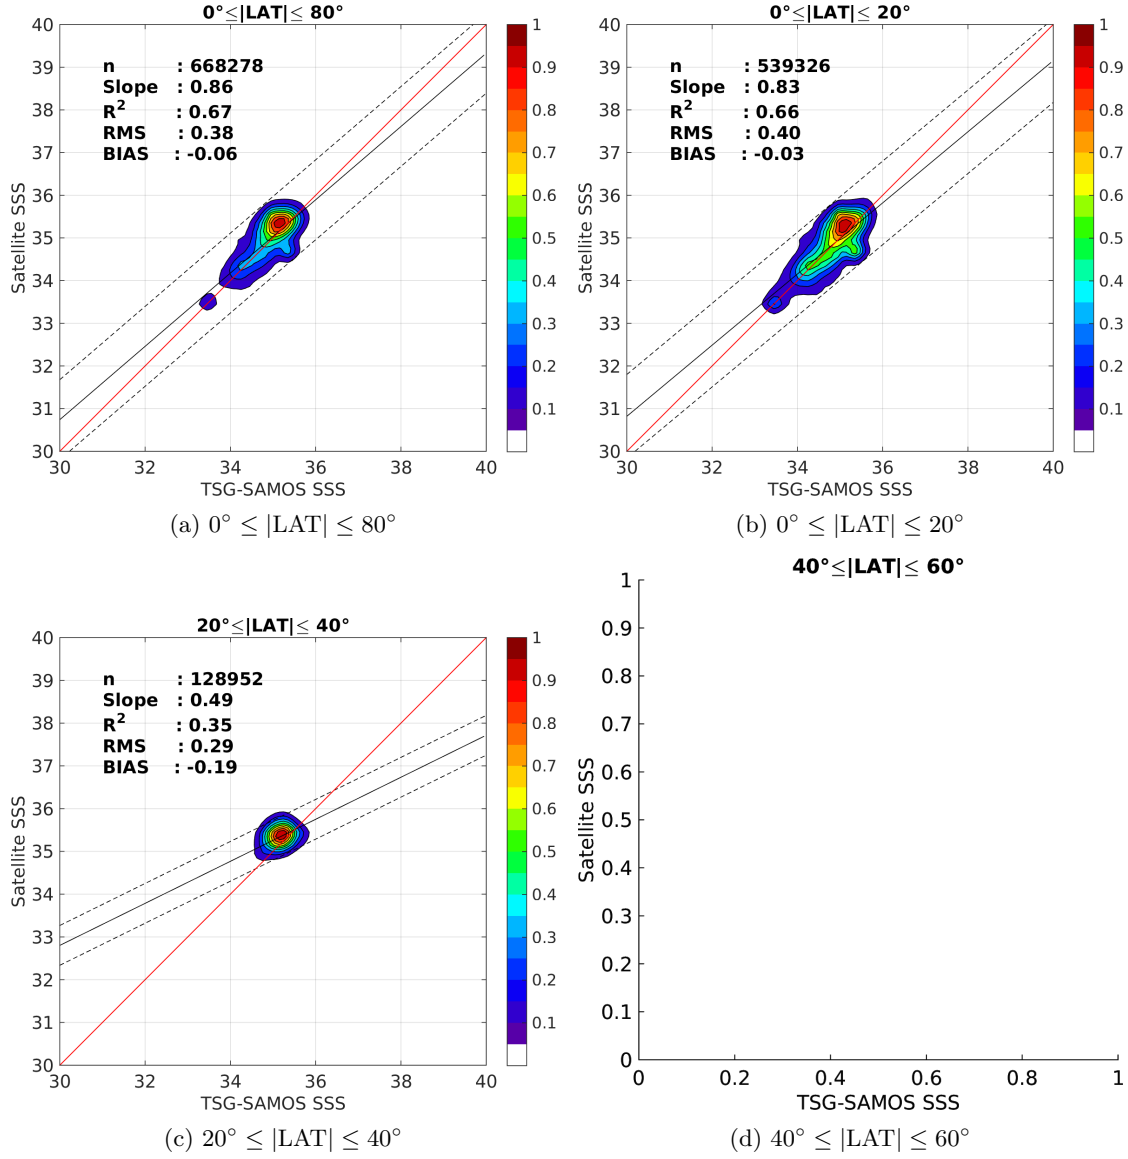 0°≤|LAT|≤ 80°
n : 668278
Slope : 0.86
R² : 0.67
RMS : 0.38
BIAS : -0.06
40
39
38
37
36
35
34
33
32
31
30
30 32 34 36 38 40
Satellite SSS
TSG-SAMOS SSS
1
0.9
0.8
0.7
0.6
0.5
0.4
0.3
0.2
0.1
(a) 0° ≤ |LAT| ≤ 80°
0°≤|LAT|≤ 20°
n : 539326
Slope : 0.83
R² : 0.66
RMS : 0.40
BIAS : -0.03
40
39
38
37
36
35
34
33
32
31
30
30 32 34 36 38 40
Satellite SSS
TSG-SAMOS SSS
1
0.9
0.8
0.7
0.6
0.5
0.4
0.3
0.2
0.1
(b) 0° ≤ |LAT| ≤ 20°
20°≤|LAT|≤ 40°
n : 128952
Slope : 0.49
R² : 0.35
RMS : 0.29
BIAS : -0.19
40
39
38
37
36
35
34
33
32
31
30
30 32 34 36 38 40
Satellite SSS
TSG-SAMOS SSS
1
0.9
0.8
0.7
0.6
0.5
0.4
0.3
0.2
0.1
(c) 20° ≤ |LAT| ≤ 40°
40°≤|LAT|≤ 60°
1
0.9
0.8
0.7
0.6
0.5
0.4
0.3
0.2
0.1
0
0 0.2 0.4 0.6 0.8 1
Satellite SSS
TSG-SAMOS SSS
(d) 40° ≤ |LAT| ≤ 60°